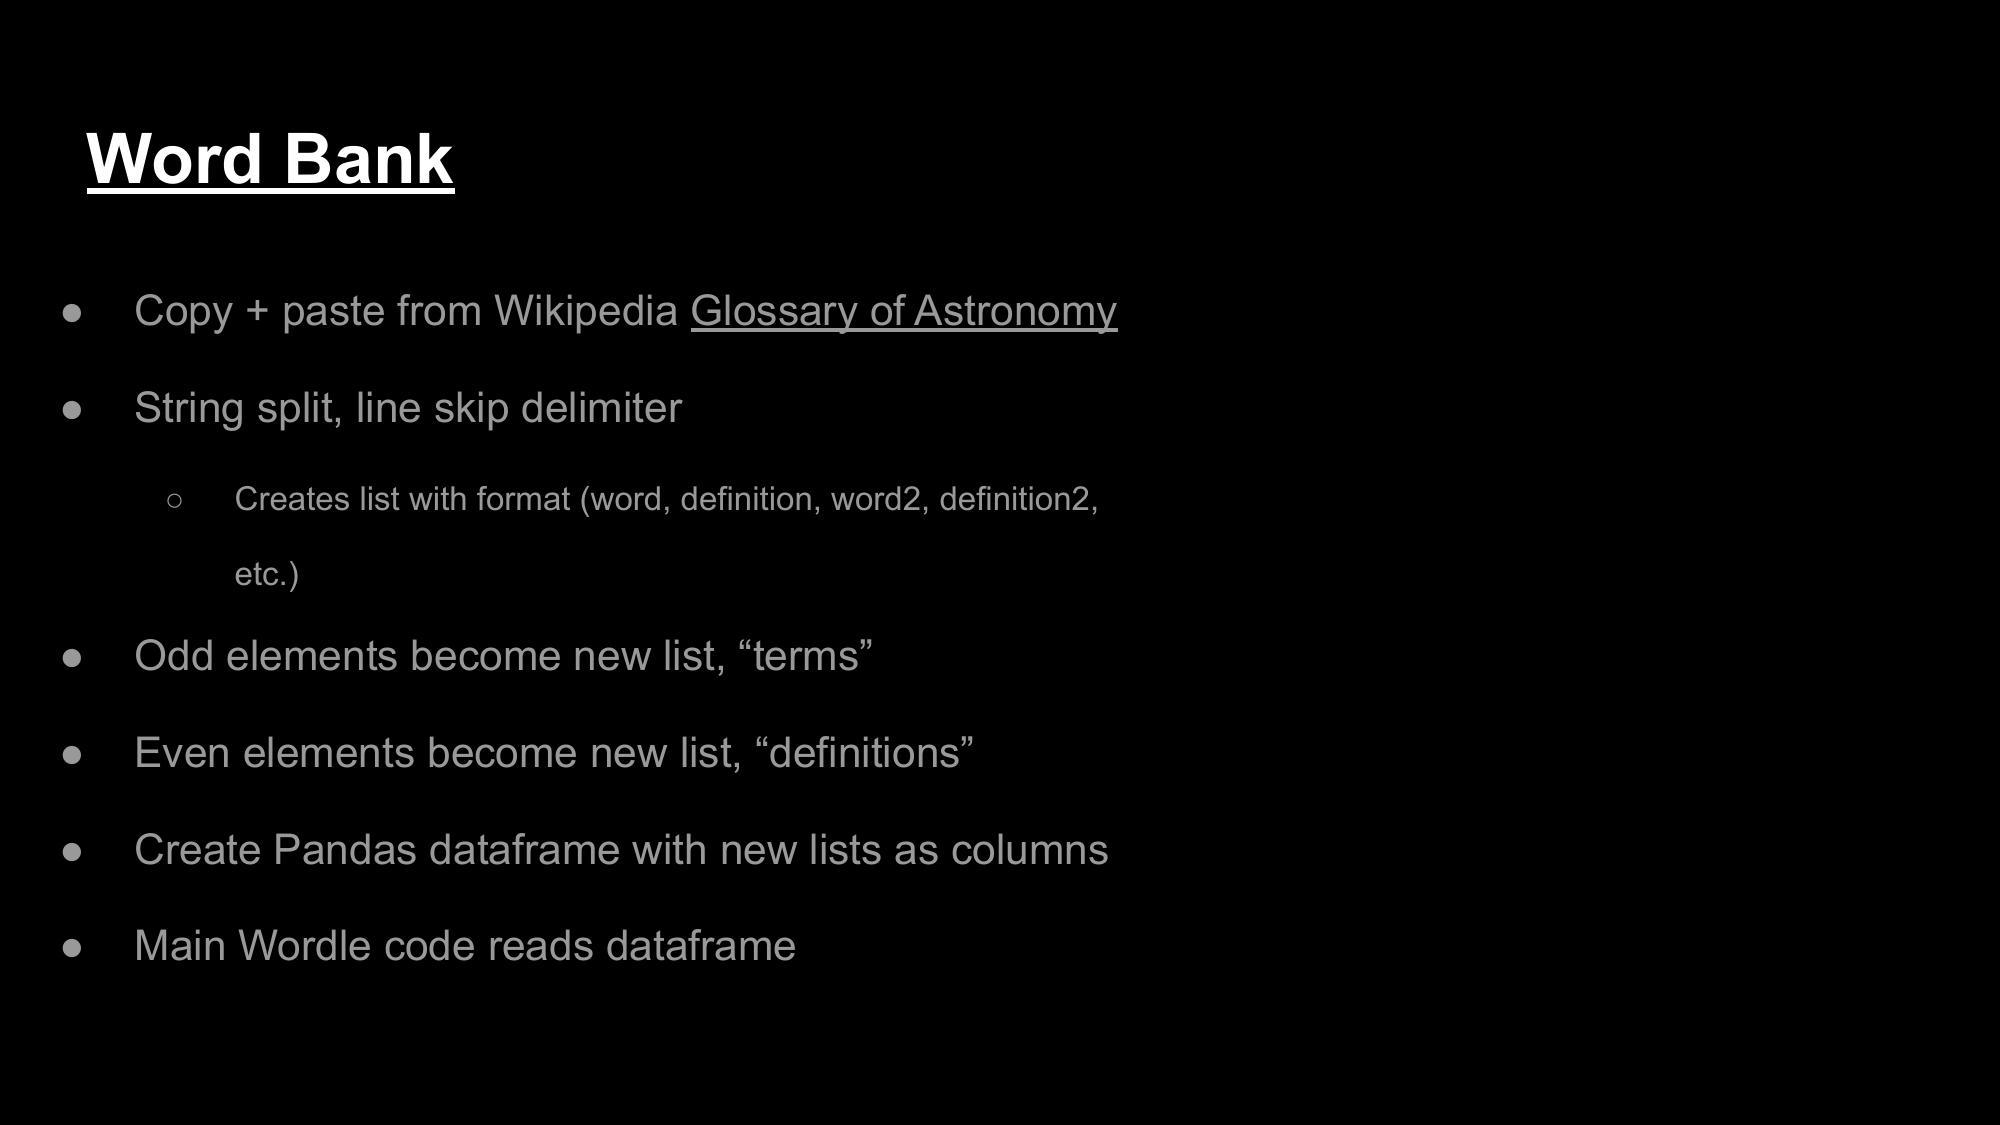 Word Bank
● Copy + paste from Wikipedia Glossary of Astronomy
● String split, line skip delimiter
○ Creates list with format (word, definition, word2, definition2,
etc.)
● Odd elements become new list, “terms”
● Even elements become new list, “definitions”
● Create Pandas dataframe with new lists as columns
● Main Wordle code reads dataframe